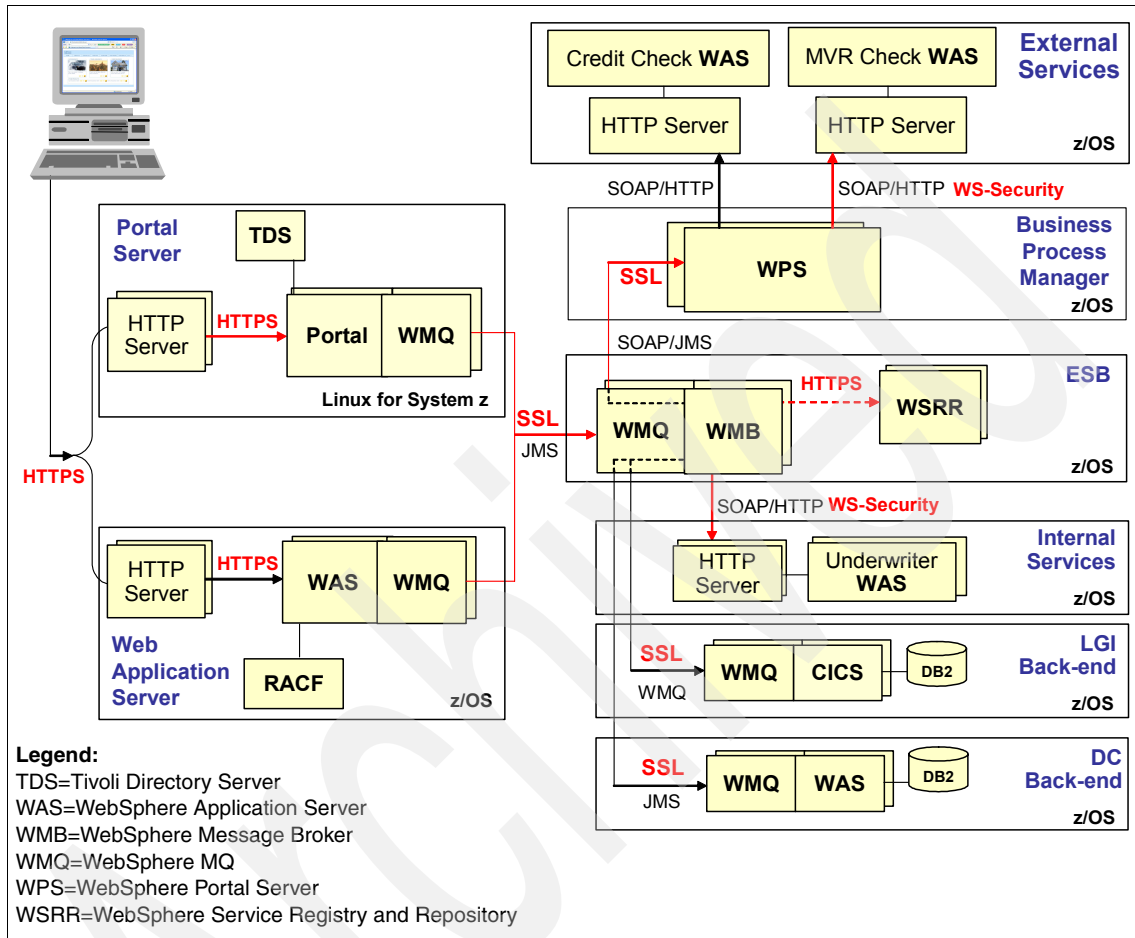 External
Services
Credit Check WAS
MVR Check WAS
HTTP Server
HTTP Server
z/OS
SOAP/HTTP
SOAP/HTTP WS-Security
Business
Process
Manager
WPS
SSL
z/OS
SOAP/JMS
Portal
Server
TDS
HTTP
Server
HTTPS
Portal
WMQ
Linux for System z
HTTPS
SSL
JMS
ESB
WMQ
WMB
HTTPS
WSRR
z/OS
SOAP/HTTP WS-Security
HTTP
Server
HTTPS
WAS
WMQ
Web
Application
Server
RACF
z/OS
Internal
Services
HTTP
Server
Underwriter
WAS
z/OS
LGI
Back-end
SSL
WMQ
WMQ
CICS
DB2
z/OS
DC
Back-end
SSL
JMS
WMQ
WAS
DB2
z/OS
Legend:
TDS=Tivoli Directory Server
WAS=WebSphere Application Server
WMB=WebSphere Message Broker
WMQ=WebSphere MQ
WPS=WebSphere Portal Server
WSRR=WebSphere Service Registry and Repository
Archived